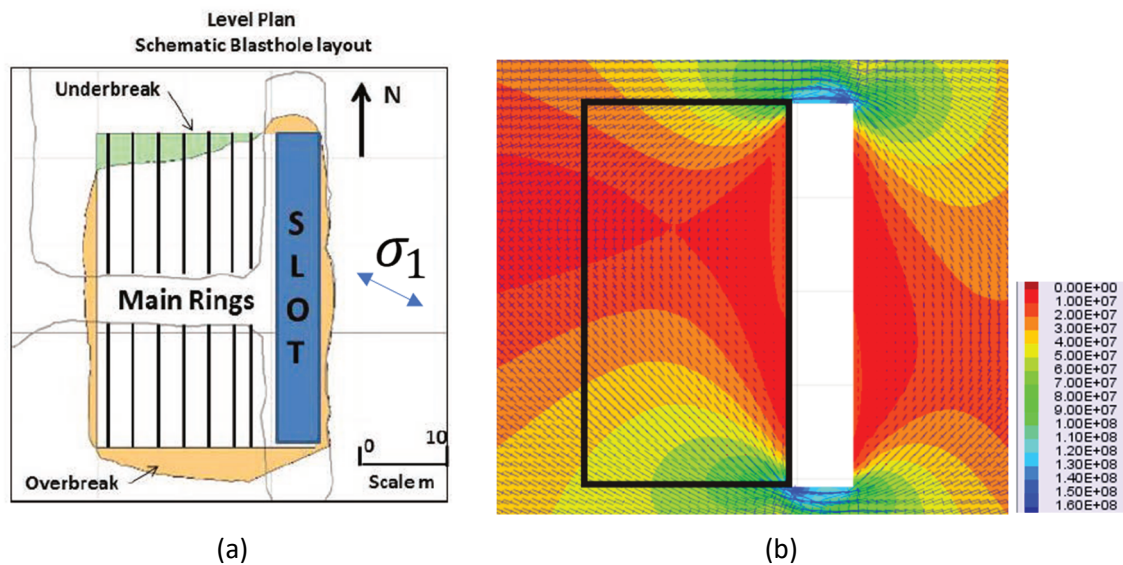 Level Plan
Schematic Blasthole layout
Underbreak
N
SLOT
σ1
Main Rings
0 10
Scale m
Overbreak
(a)
0.00E+00
1.00E+07
2.00E+07
3.00E+07
4.00E+07
5.00E+07
6.00E+07
7.00E+07
8.00E+07
9.00E+07
1.00E+08
1.10E+08
1.20E+08
1.30E+08
1.40E+08
1.50E+08
1.60E+08
(b)